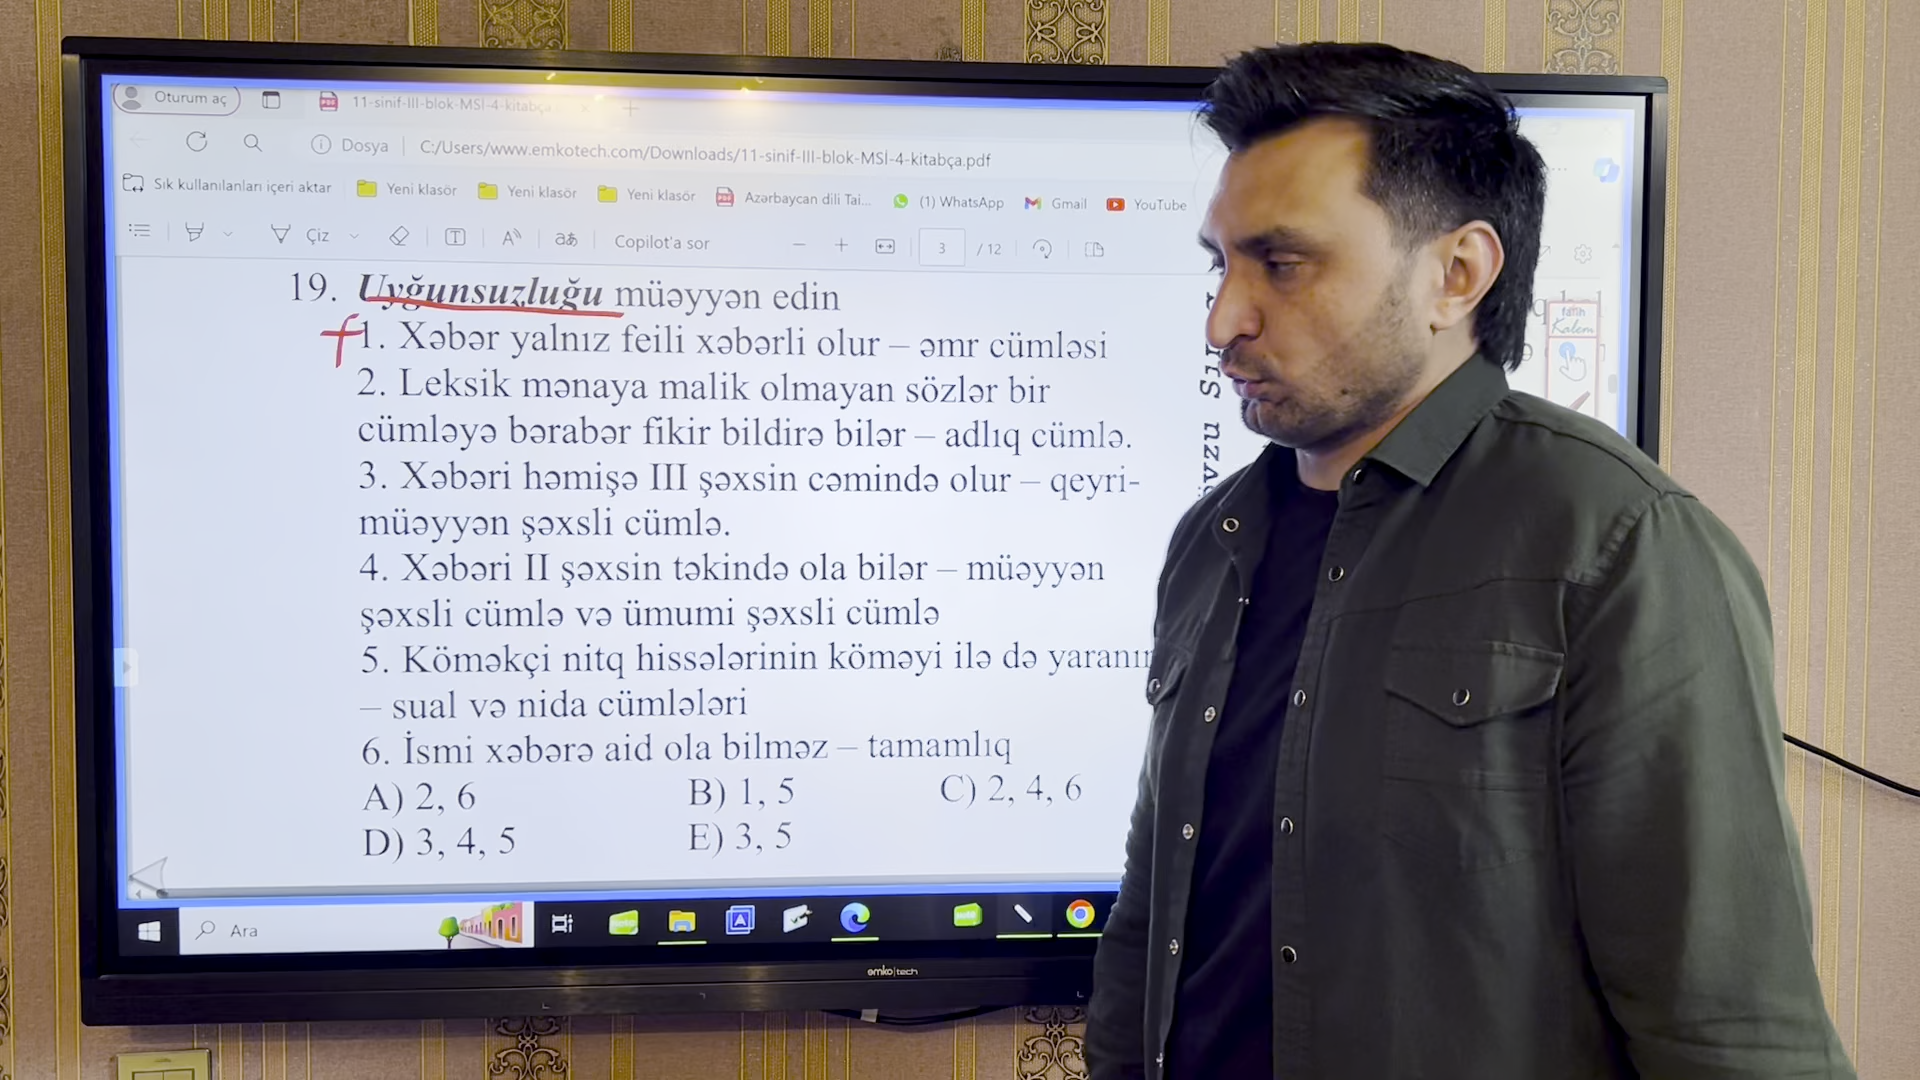 Oturum aç
11-sinif-III-blok-MSİ-4-kitabça
Dosya
C:/Users/www.emkotech.com/Downloads/11-sinif-III-blok-MSİ-4-kitabça.pdf
Sık kullanılanları içeri aktar
Yeni klasör
Yeni klasör
Yeni klasör
Azərbaycan dili Tai...
(1) WhatsApp
Gmail
YouTube
Çiz
Copilot'a sor
3
/ 12
19. Uyğunsuzluğu müəyyən edin
+1. Xəbər yalnız feili xəbərli olur – əmr cümləsi
2. Leksik mənaya malik olmayan sözlər bir
cümləyə bərabər fikir bildirə bilər – adlıq cümlə.
3. Xəbəri həmişə III şəxsin cəmində olur – qeyri-
müəyyən şəxsli cümlə.
4. Xəbəri II şəxsin təkində ola bilər – müəyyən
şəxsli cümlə və ümumi şəxsli cümlə
5. Köməkçi nitq hissələrinin köməyi ilə də yaranır
– sual və nida cümlələri
6. İsmi xəbərə aid ola bilməz – tamamlıq
A) 2, 6
B) 1, 5
C) 2, 4, 6
D) 3, 4, 5
E) 3, 5
fatih
Kalem
Ara
emko|tech